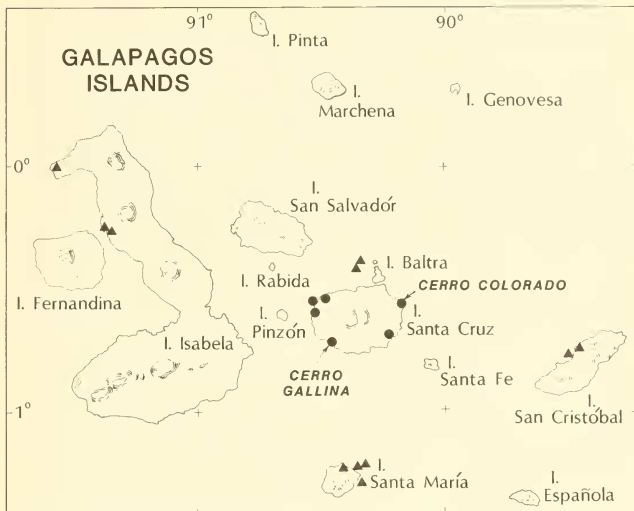 91
90
GALAPAGOS
ISLANDS
I. Pinta
I.
Marchena
I. Genovesa
0°
I.
San Salvadór
I. Rabida
I. Baltra
CERRO COLORADO
I. Fernandina
I.
Pinzón
I.
Santa Cruz
I. Isabela
CERRO
GALLINA
I.
Santa Fe
1°
I.
San Cristóbal
I.
Santa María
I.
Española